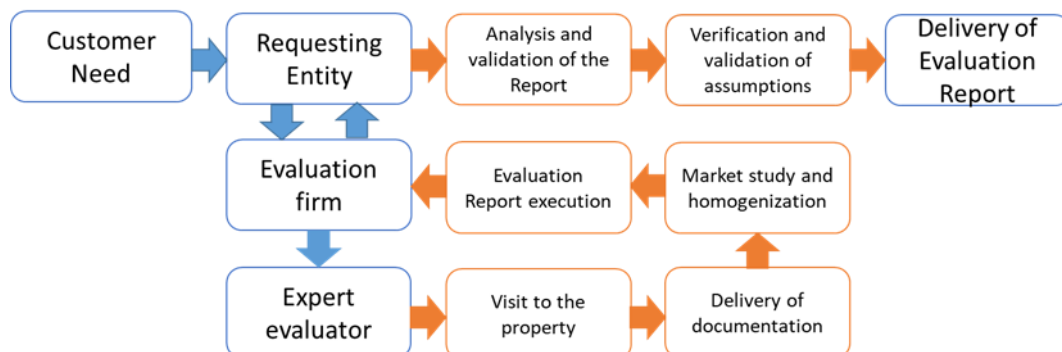 Customer
Need
Requesting
Entity
Analysis and
validation of the
Report
Verification and
validation of
assumptions
Delivery of
Evaluation
Report
Evaluation
firm
Evaluation
Report execution
Market study and
homogenization
Expert
evaluator
Visit to the
property
Delivery of
documentation